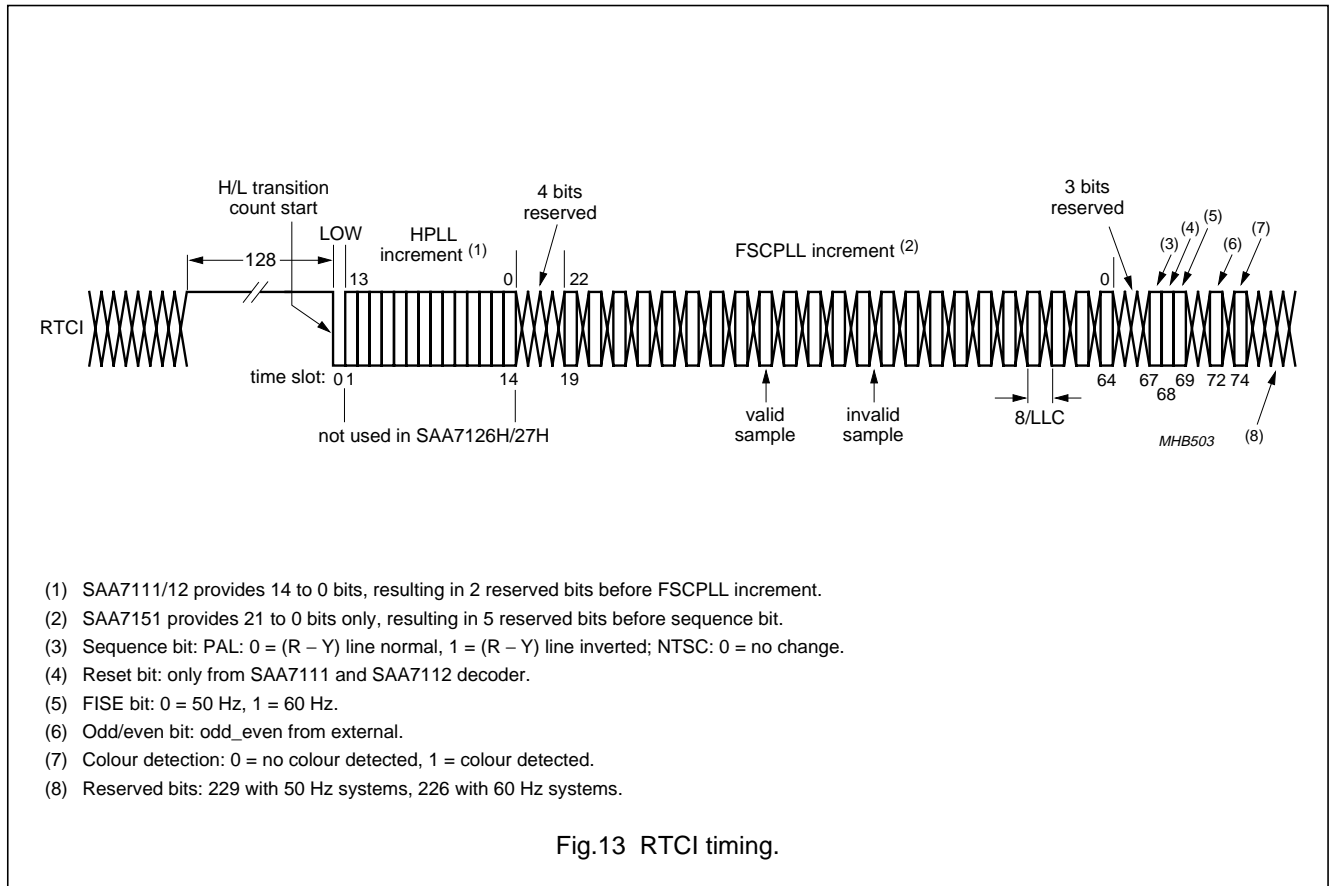 H/L transition
count start
LOW
128
13
HPLL
increment (1)
0
4 bits
reserved
22
FSCPLL increment (2)
3 bits
reserved
0
(3)
(4)
(5)
(6)
(7)
RTCI
time slot:
0 1
14
19
64
67
68
69
72
74
not used in SAA7126H/27H
valid
sample
invalid
sample
8/LLC
MHB503
(8)
(1) SAA7111/12 provides 14 to 0 bits, resulting in 2 reserved bits before FSCPLL increment.
(2) SAA7151 provides 21 to 0 bits only, resulting in 5 reserved bits before sequence bit.
(3) Sequence bit: PAL: 0 = (R − Y) line normal, 1 = (R − Y) line inverted; NTSC: 0 = no change.
(4) Reset bit: only from SAA7111 and SAA7112 decoder.
(5) FISE bit: 0 = 50 Hz, 1 = 60 Hz.
(6) Odd/even bit: odd_even from external.
(7) Colour detection: 0 = no colour detected, 1 = colour detected.
(8) Reserved bits: 229 with 50 Hz systems, 226 with 60 Hz systems.
Fig.13 RTCI timing.